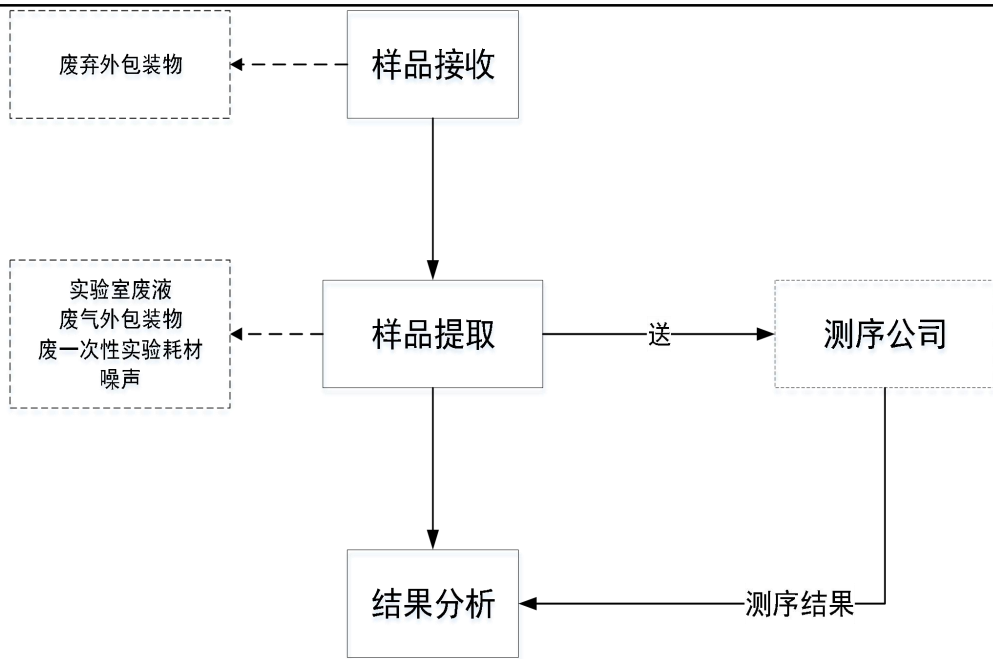 废弃外包装物
样品接收
实验室废液
废气外包装物
废一次性实验耗材
噪声
样品提取
送
测序公司
结果分析
测序结果